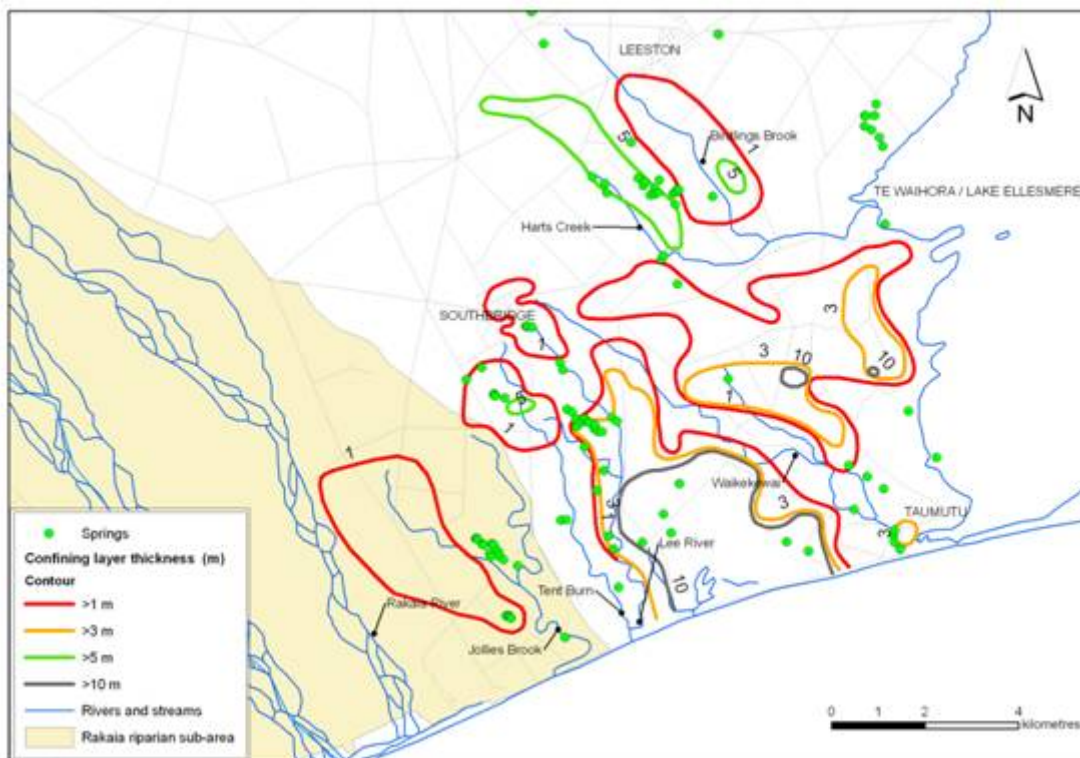 LEESTON
N
5
1
Birdlings Brook
5
TE WAIHORA / LAKE ELLESMERE
Harts Creek
SOUTHBRIDGE
1
3
3
10
10
5
1
1
1
Waikekewai
3
3
1
TAUMUTU
3
Lee River
10
Tent Burn
Rakaia River
Jollies Brook
Springs
Confining layer thickness (m)
Contour
>1 m
>3 m
>5 m
>10 m
Rivers and streams
Rakaia riparian sub-area
0 1 2 4
kilometres